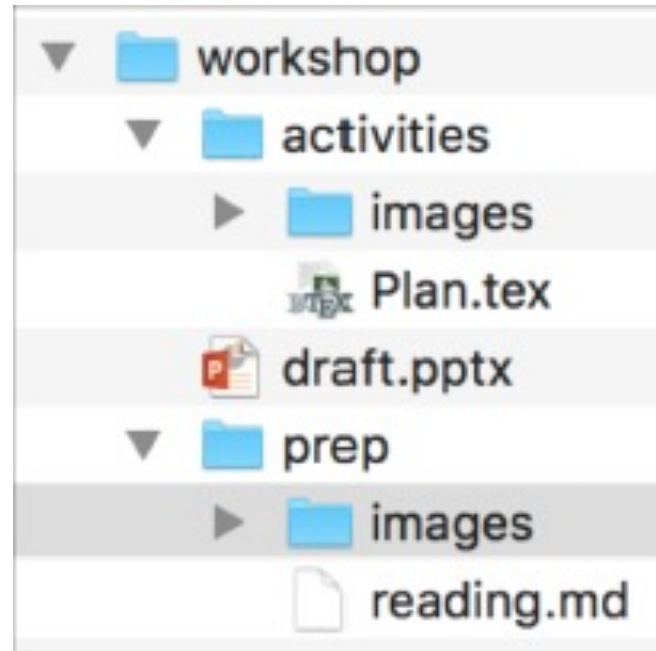 workshop
activities
images
Plan.tex
draft.pptx
prep
images
reading.md